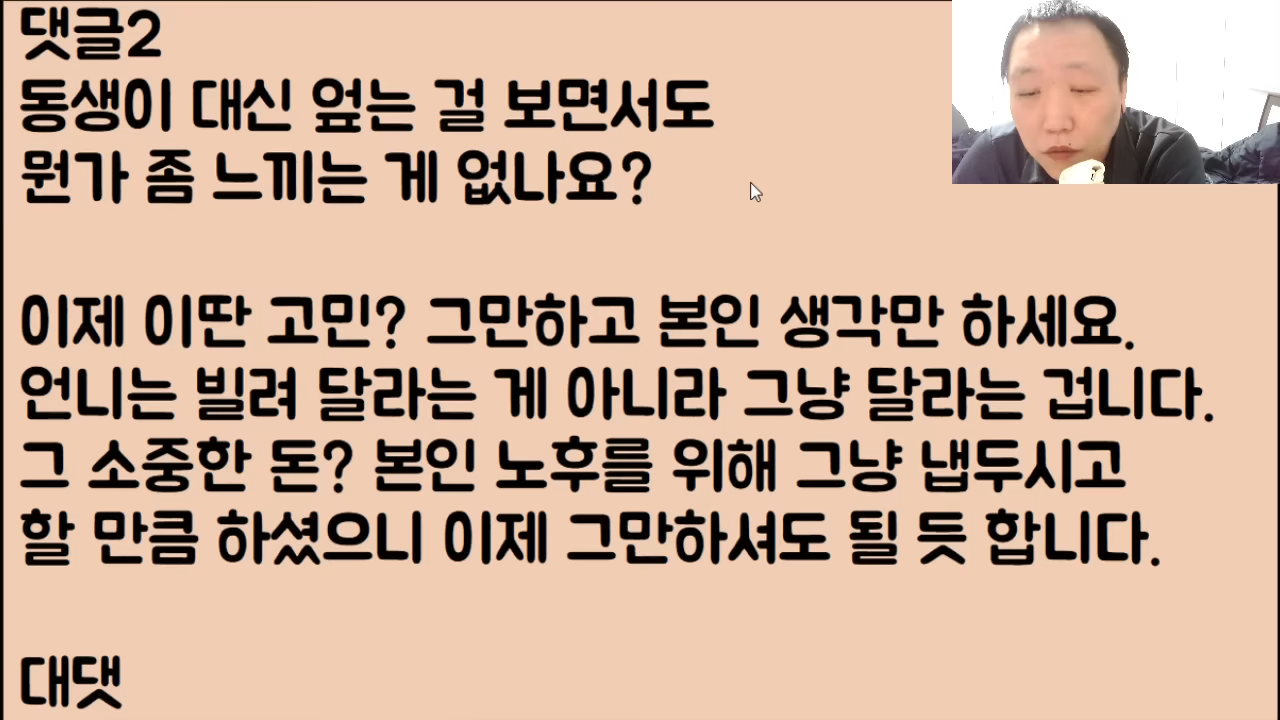 댓글2
동생이 대신 엎는 걸 보면서도
뭔가 좀 느끼는 게 없나요?
이제 이딴 고민? 그만하고 본인 생각만 하세요.
언니는 빌려 달라는 게 아니라 그냥 달라는 겁니다.
그 소중한 돈? 본인 노후를 위해 그냥 냅두시고
할 만큼 하셨으니 이제 그만하셔도 될 듯 합니다.
대댓